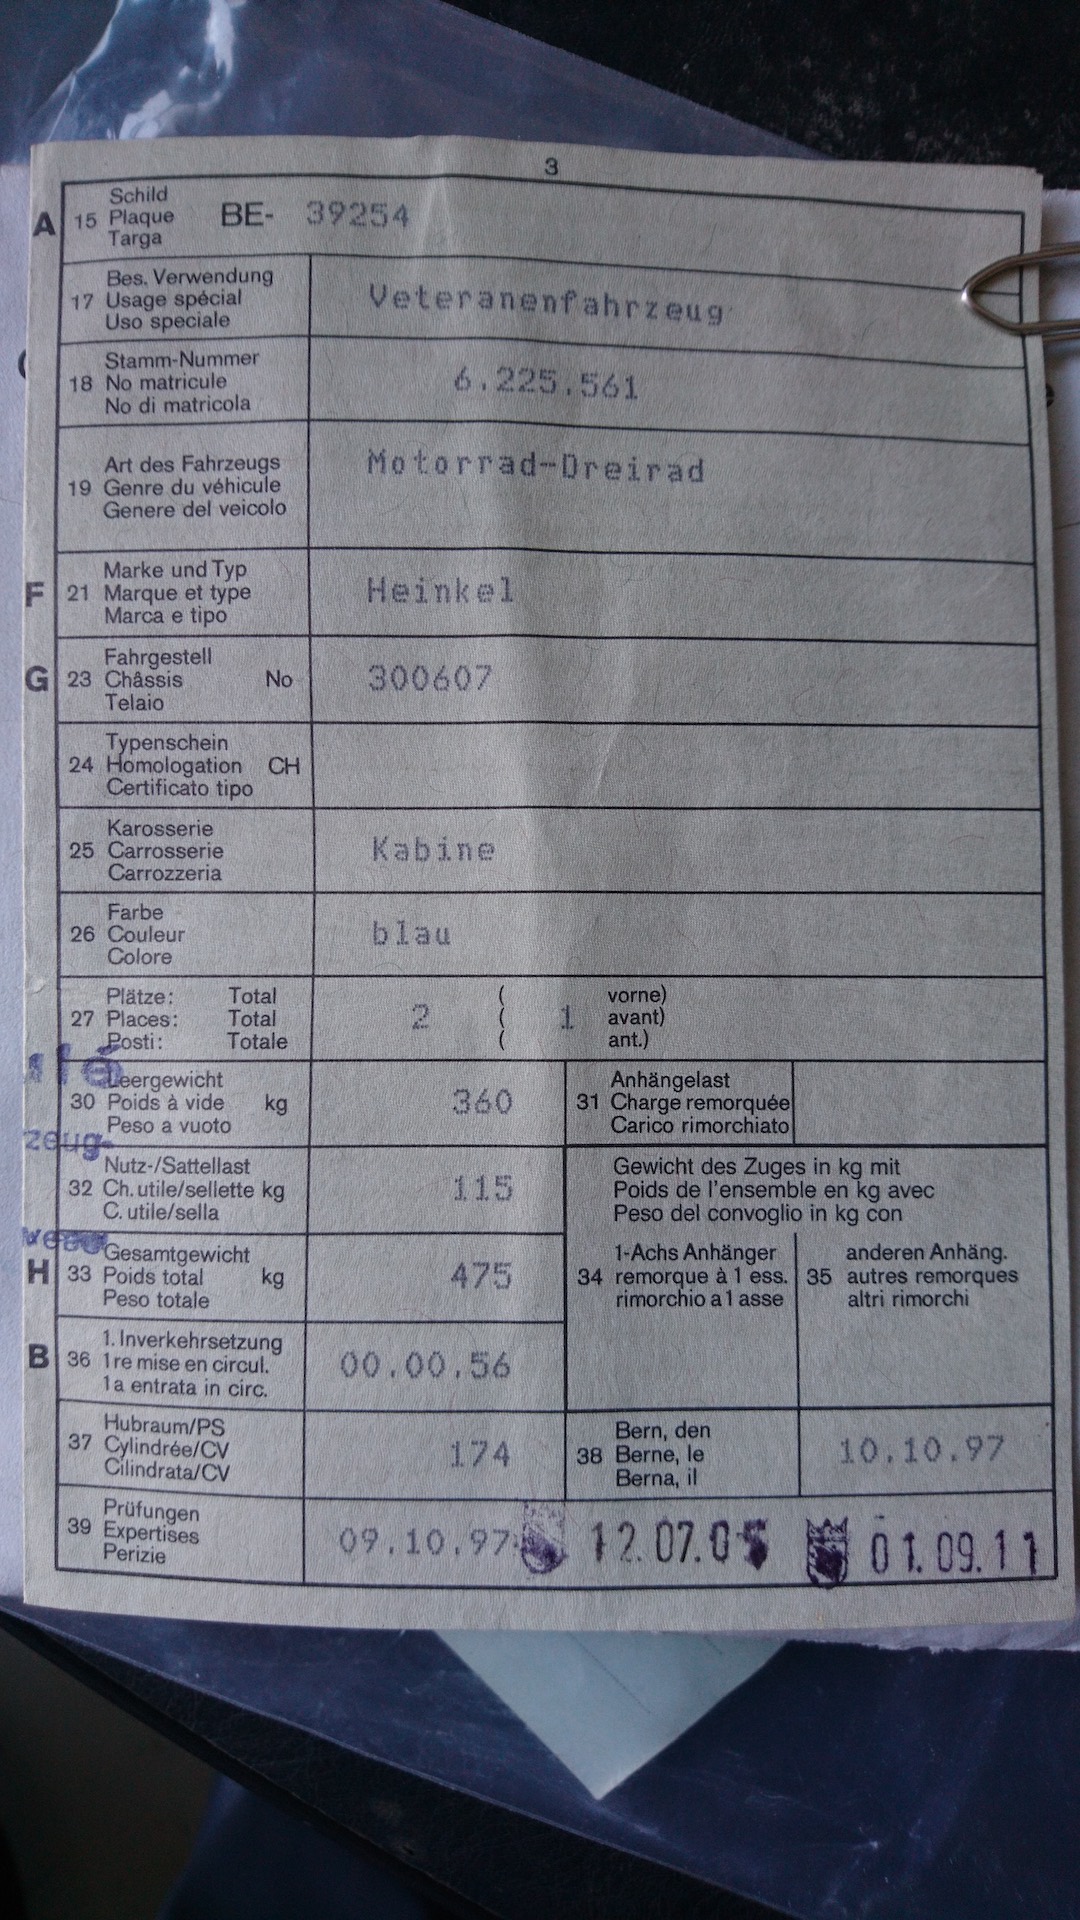 3
A
Schild
15 Plaque BE- 39254
Targa
Bes. Verwendung
17 Usage spécial Veteranenfahrzeug
Uso speciale
Stamm-Nummer
18 No matricule 6.225.561
No di matricola
Art des Fahrzeugs Motorrad-Dreirad
19 Genre du véhicule
Genere del veicolo
Marke und Typ
F 21 Marque et type Heinkel
Marca e tipo
Fahrgestell
G 23 Châssis No 300607
Telaio
Typenschein
24 Homologation CH
Certificato tipo
Karosserie
25 Carrosserie Kabine
Carrozzeria
Farbe
26 Couleur blau
Colore
Plätze: Total ( vorne)
27 Places: Total 2 ( 1 avant)
Posti: Totale ( ant.)
Leergewicht
30 Poids à vide kg 360
Peso a vuoto
Anhängelast
31 Charge remorquée
Carico rimorchiato
zeug-
Nutz-/Sattellast
32 Ch. utile/sellette kg 115
C. utile/sella
Gewicht des Zuges in kg mit
Poids de l'ensemble en kg avec
Peso del convoglio in kg con
Gesamtgewicht
H 33 Poids total kg 475
Peso totale
1-Achs Anhänger
34 remorque à 1 ess.
rimorchio a 1 asse
anderen Anhäng.
35 autres remorques
altri rimorchi
1. Inverkehrsetzung
B 36 1re mise en circul. 00.00.56
1a entrata in circ.
Hubraum/PS
37 Cylindrée/CV 174
Cilindrata/CV
Bern, den
38 Berne, le 10.10.97
Berna, il
Prüfungen
39 Expertises 09.10.97 12.07.05 01.09.11
Perizie